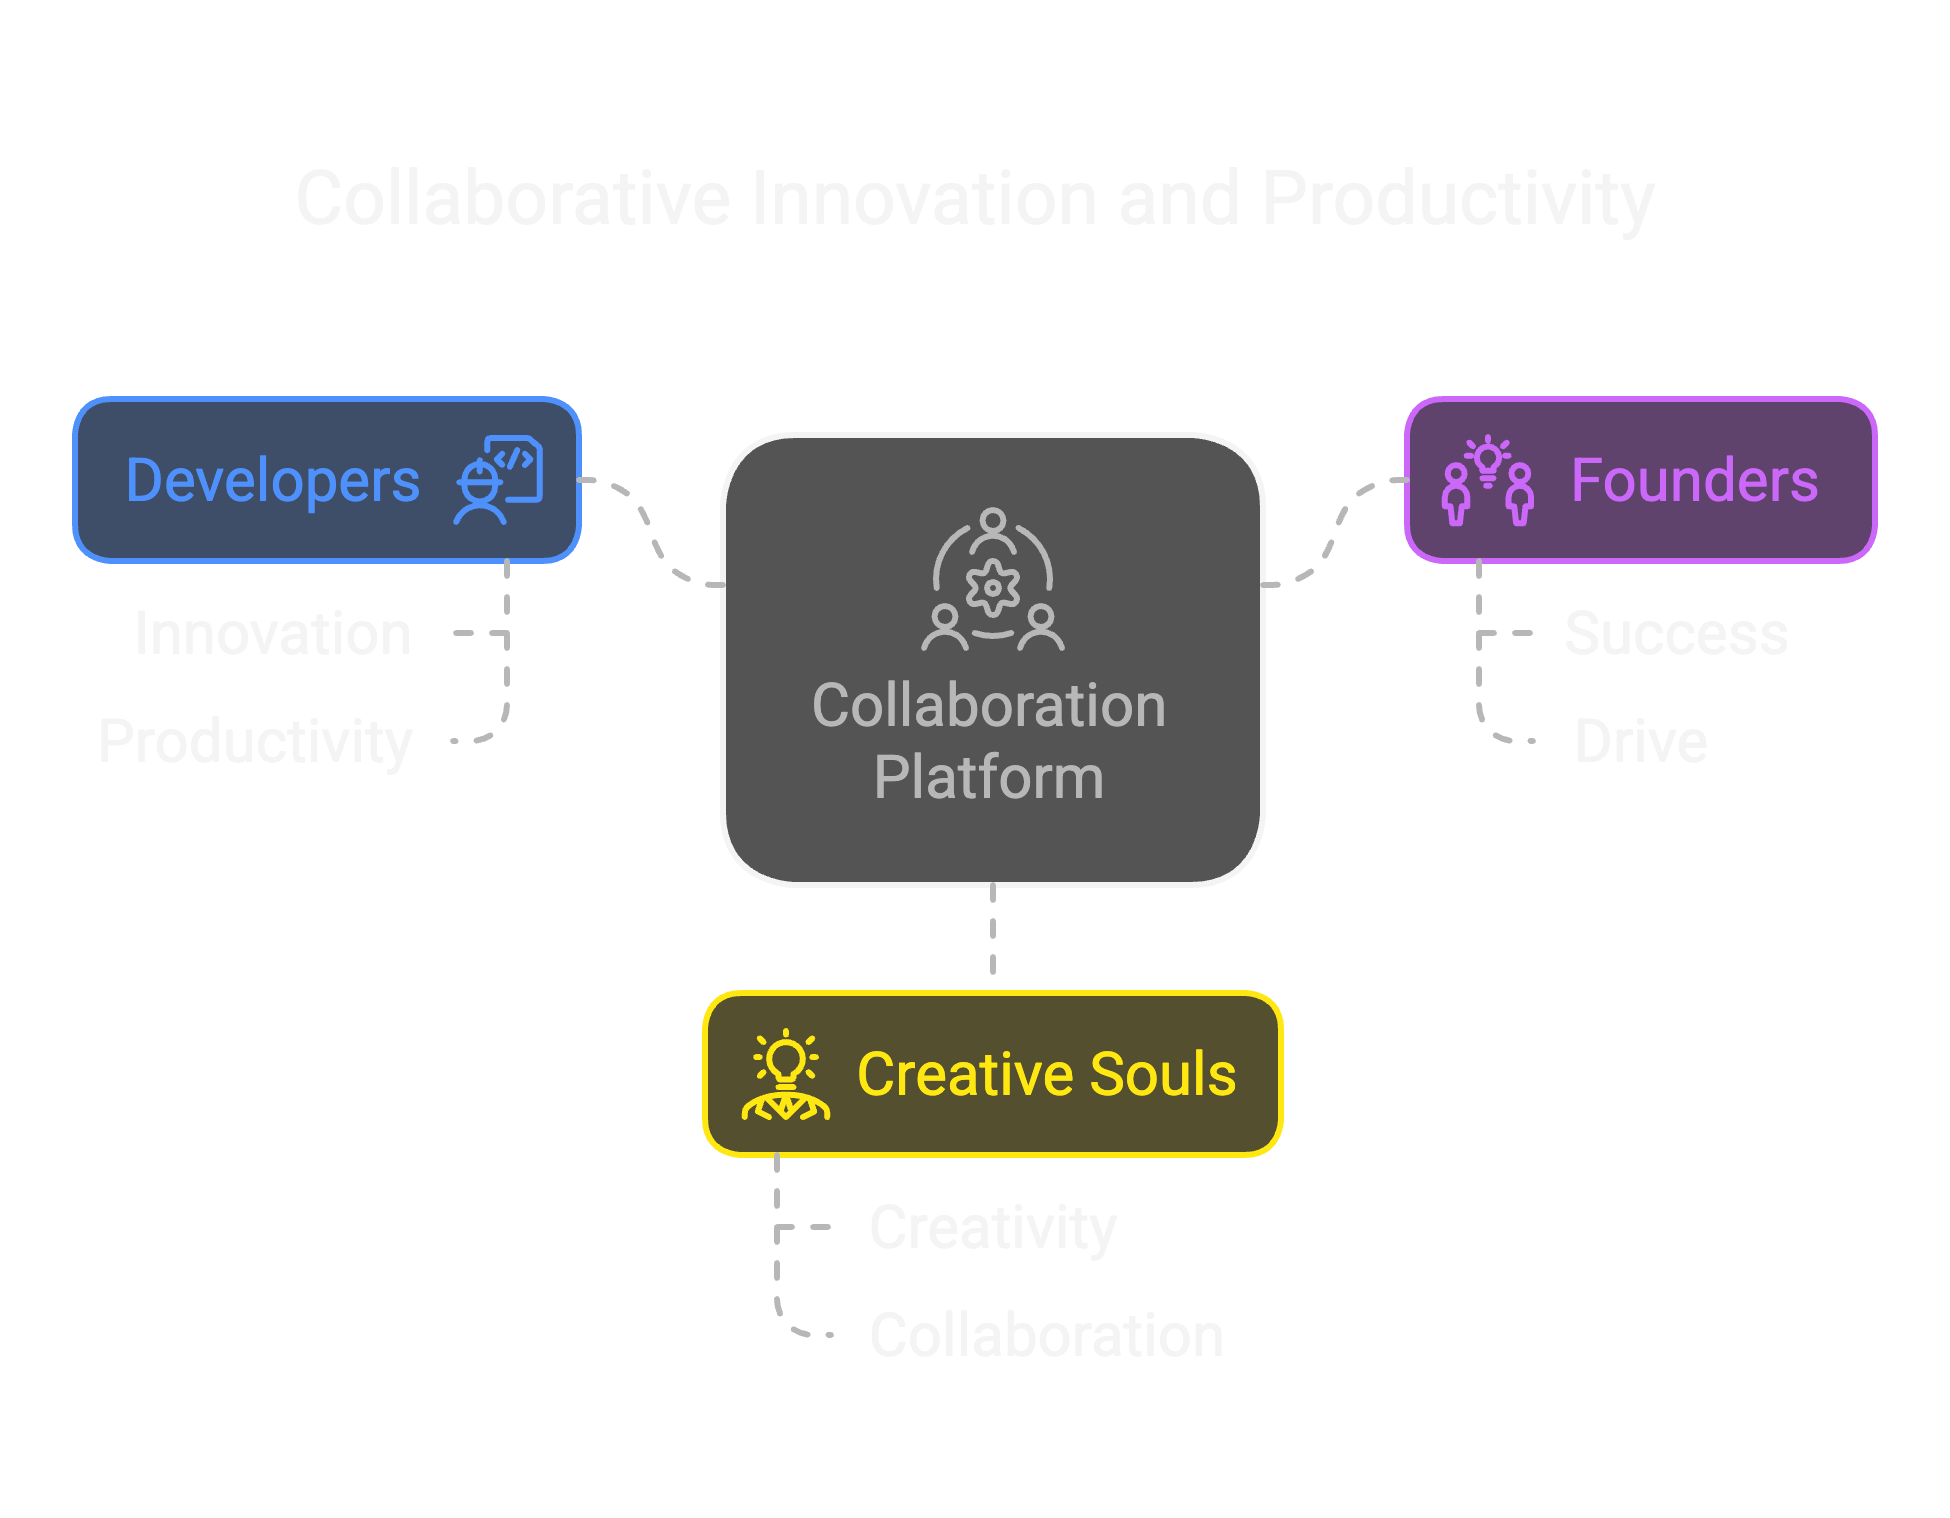 Collaborative Innovation and Productivity
Developers
Innovation
Productivity
Collaboration
Platform
Founders
Success
Drive
Creative Souls
Creativity
Collaboration